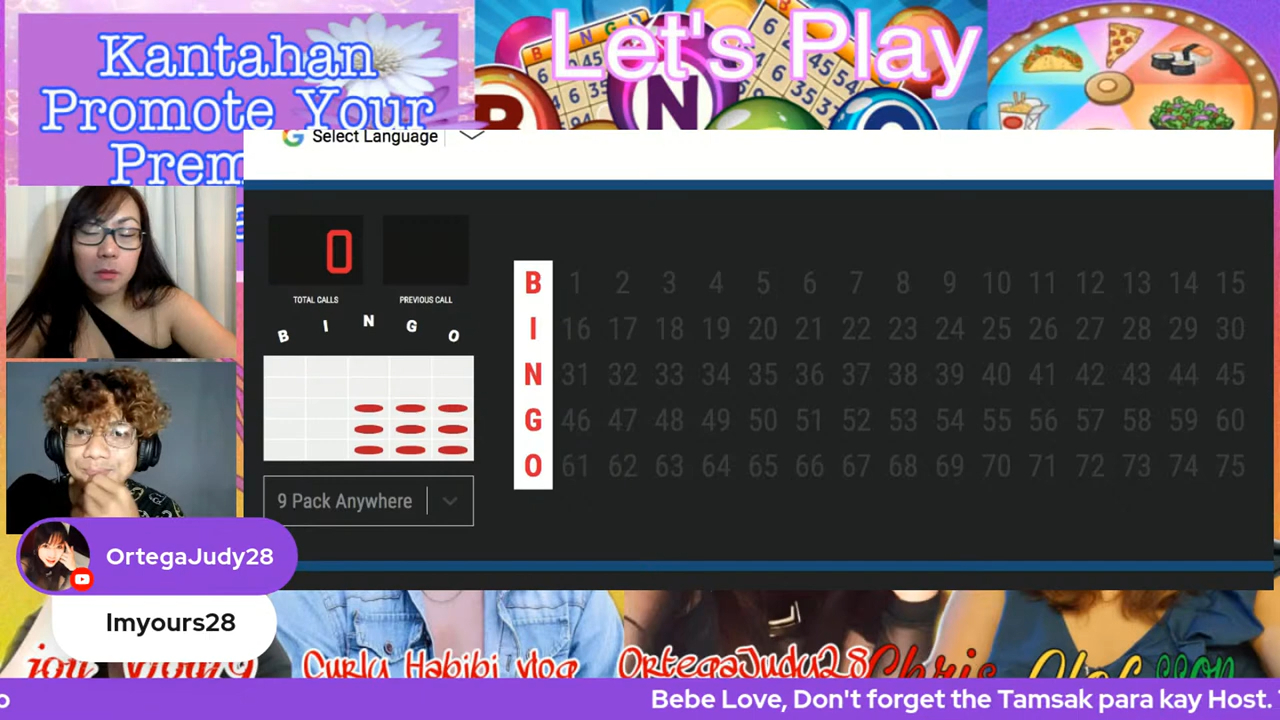 Kantahan
Promote Your
Prem
Let's Play
B N G
N
Select Language
0
TOTAL CALLS
PREVIOUS CALL
B I N G O
9 Pack Anywhere
B 1 2 3 4 5 6 7 8 9 10 11 12 13 14 15
I 16 17 18 19 20 21 22 23 24 25 26 27 28 29 30
N 31 32 33 34 35 36 37 38 39 40 41 42 43 44 45
G 46 47 48 49 50 51 52 53 54 55 56 57 58 59 60
O 61 62 63 64 65 66 67 68 69 70 71 72 73 74 75
OrtegaJudy28
Imyours28
Curly Habibi vlog
OrtegaJudy28
Chris
o
Bebe Love, Don't forget the Tamsak para kay Host.